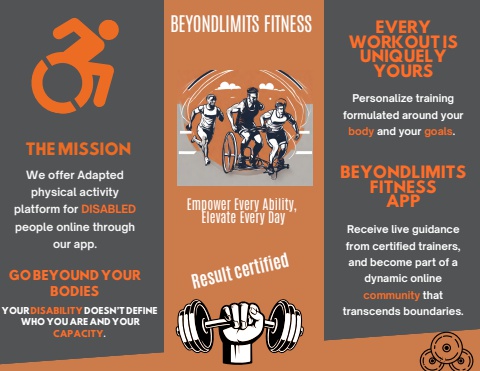 THE MISSION
We offer Adapted
physical activity
platform for DISABLED
people online through
our app.
GO BEYOUND YOUR
BODIES
YOUR DISABILITY DOESN'T DEFINE
WHO YOU ARE AND YOUR
CAPACITY.
BEYONDLIMITS FITNESS
Empower Every Ability,
Elevate Every Day
Result certified
EVERY
WORKOUT IS
UNIQUELY
YOURS
Personalize training
formulated around your
body and your goals.
BEYONDLIMITS
FITNESS
APP
Receive live guidance
from certified trainers,
and become part of a
dynamic online
community that
transcends boundaries.